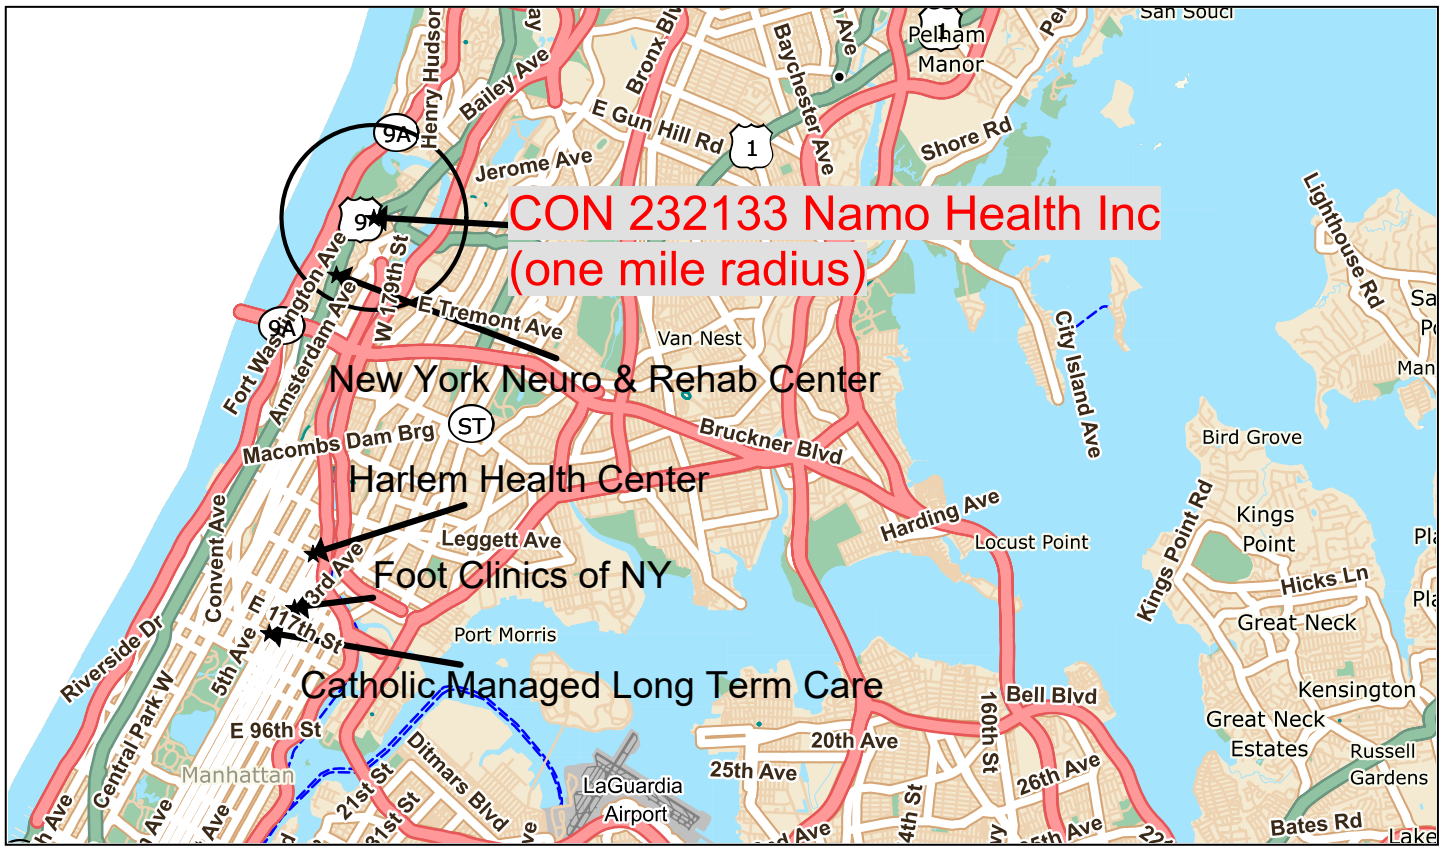 San Souci
Pelham
Manor
1
Henry Hudson
Bailey Ave
Bronx Blv
Baychester Ave
E Gun Hill Rd
9A
1
Shore Rd
Jerome Ave
CON 232133 Namo Health Inc
(one mile radius)
9
Lighthouse Rd
W 179th St
E Tremont Ave
9A
Fort Washington Ave
Amsterdam Ave
Van Nest
City Island Ave
New York Neuro & Rehab Center
ST
Macombs Dam Brg
Bruckner Blvd
Bird Grove
Harlem Health Center
Convent Ave
Harding Ave
Kings Point Rd
Kings
Point
Leggett Ave
Locust Point
3rd Ave
Foot Clinics of NY
Hicks Ln
E 117th St
Great Neck
Riverside Dr
5th Ave
Port Morris
Catholic Managed Long Term Care
Central Park W
E 96th St
160th St
Bell Blvd
Kensington
Great Neck
Estates
Russell
Gardens
Manhattan
Ditmars Blvd
20th Ave
25th Ave
26th Ave
LaGuardia
Airport
21st St
31st St
Bates Rd
Lake